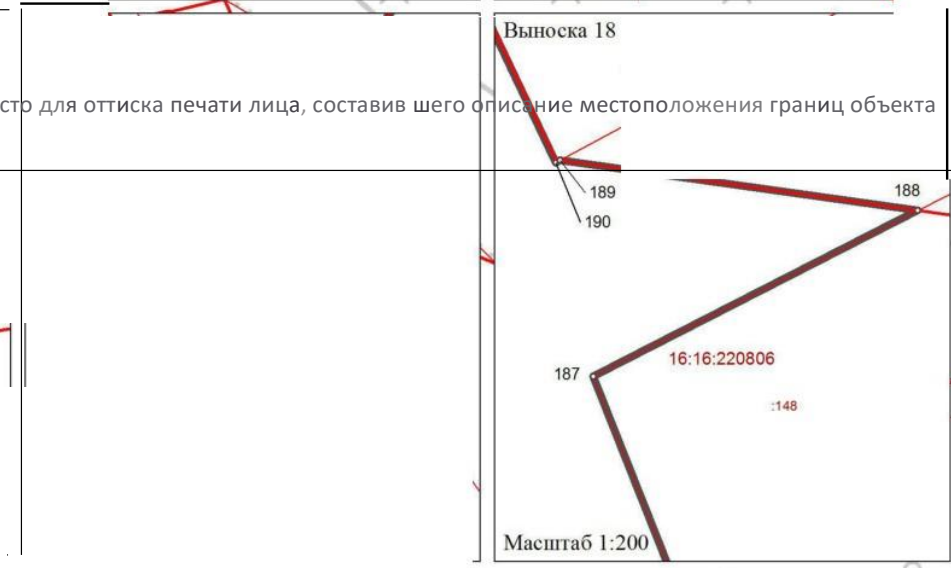 Выноска 18
сто для оттиска печати лица, составив шего описание местоположения границ объекта
189
188
190
16:16:220806
187
:148
Масштаб 1:200